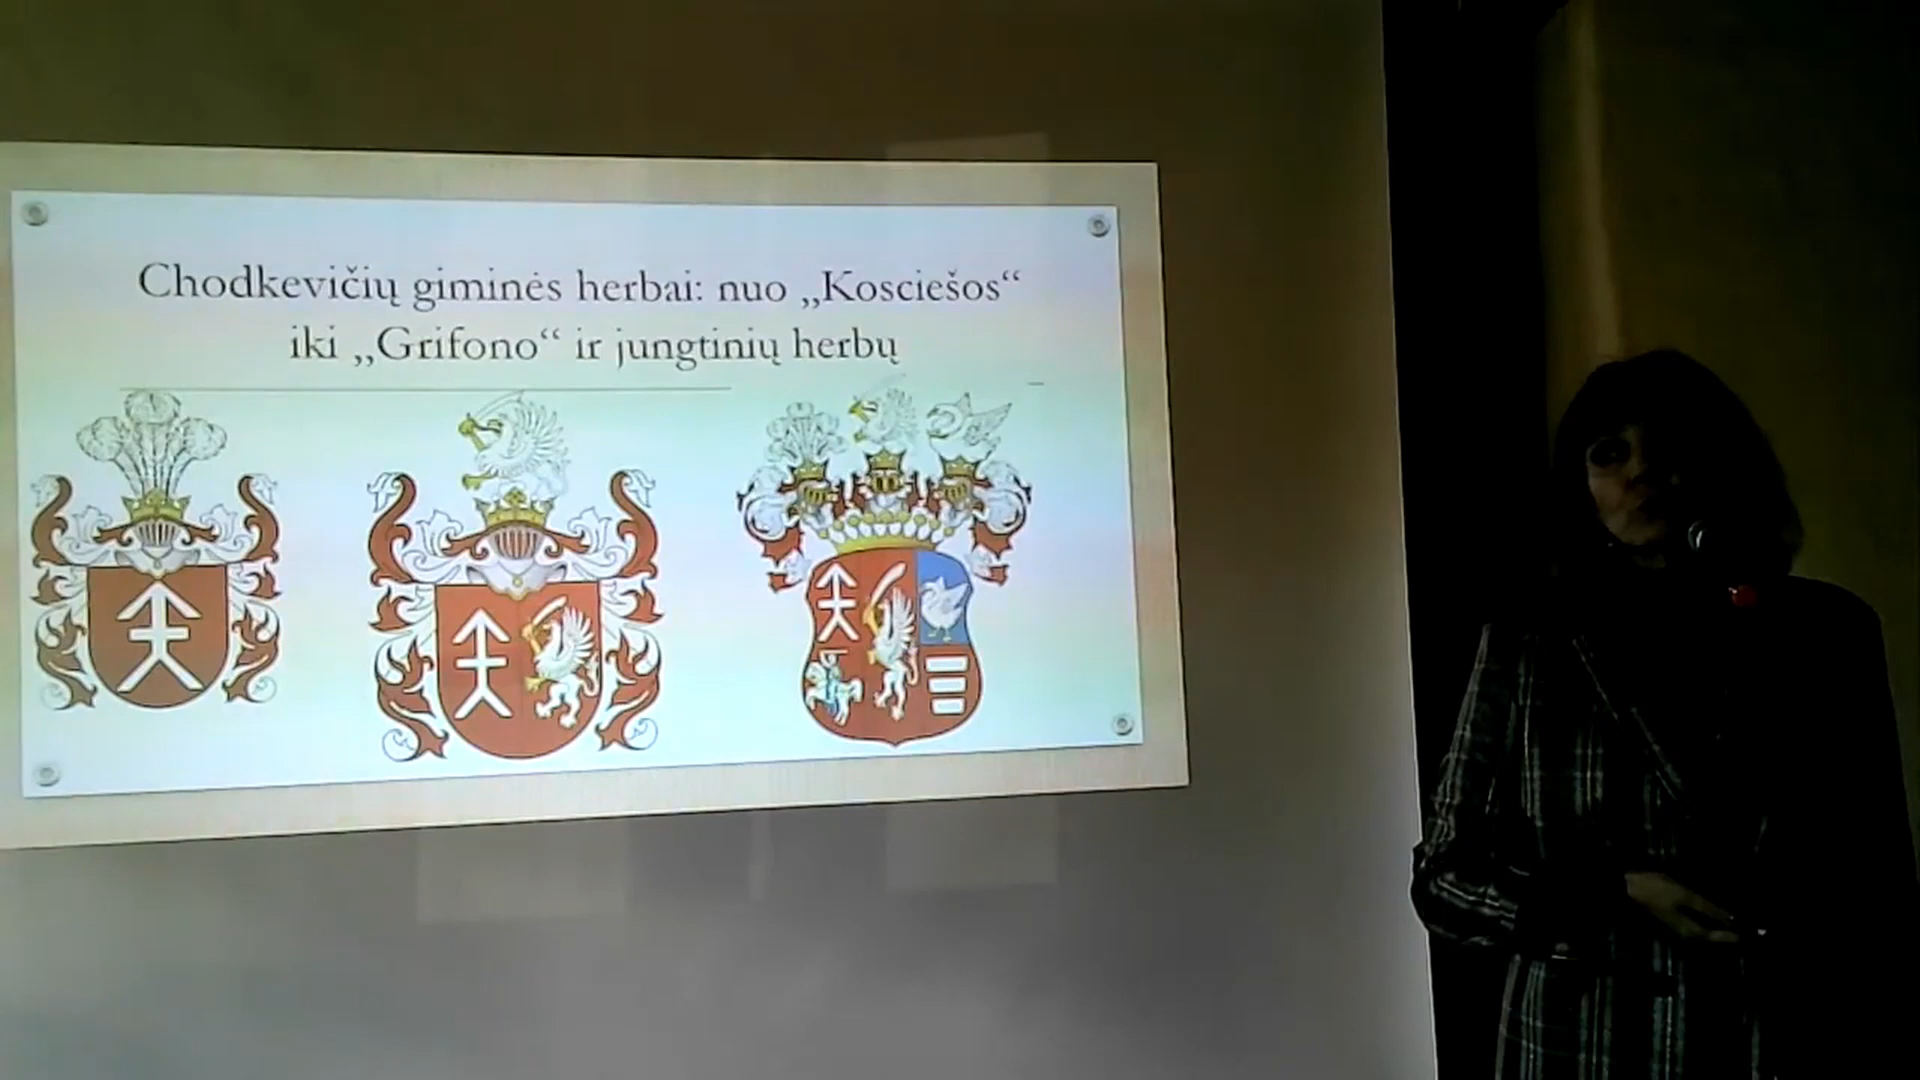 Chodkevičių giminės herbai: nuo „Kosciešos“
iki „Grifono“ ir jungtinių herbų